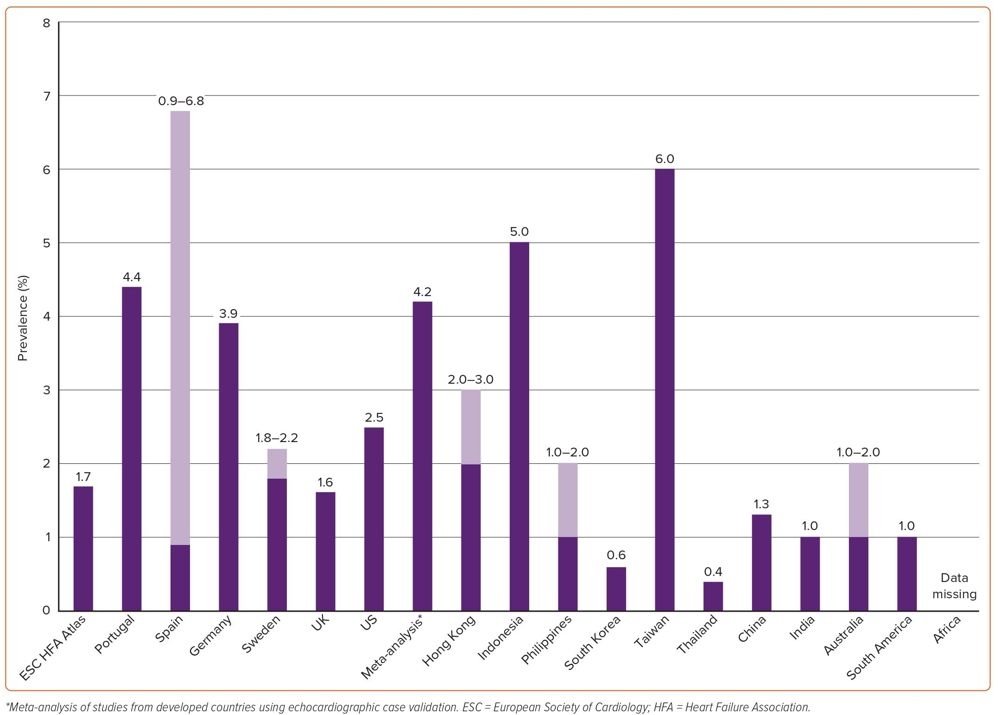 8
7
6
5
4
3
2
1
0
Prevalence (%)
1.7
4.4
0.9–6.8
3.9
1.8–2.2
1.6
2.5
4.2
2.0–3.0
5.0
1.0–2.0
0.6
6.0
0.4
1.3
1.0
1.0–2.0
1.0
Data
missing
ESC HFA Atlas
Portugal
Spain
Germany
Sweden
UK
US
Meta-analysis*
Hong Kong
Indonesia
Philippines
South Korea
Taiwan
Thailand
China
India
Australia
South America
Africa
*Meta-analysis of studies from developed countries using echocardiographic case validation. ESC = European Society of Cardiology; HFA = Heart Failure Association.